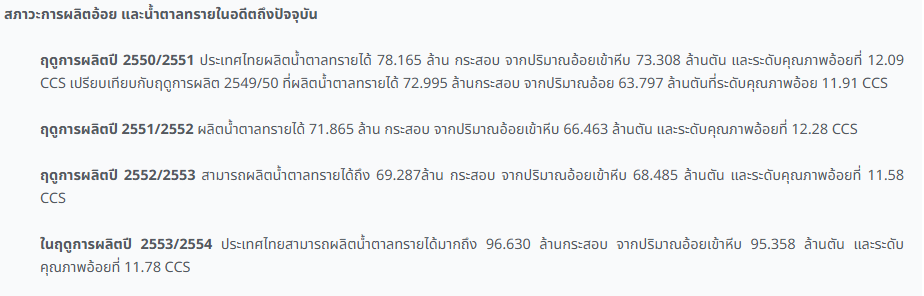 สภาวะการผลิตอ้อย และน้ำตาลทรายในอดีตถึงปัจจุบัน
ฤดูการผลิตปี 2550/2551 ประเทศไทยผลิตน้ำตาลทรายได้ 78.165 ล้าน กระสอบ จากปริมาณอ้อยเข้าหีบ 73.308 ล้านตัน และระดับคุณภาพอ้อยที่ 12.09
CCS เปรียบเทียบกับฤดูการผลิต 2549/50 ที่ผลิตน้ำตาลทรายได้ 72.995 ล้านกระสอบ จากปริมาณอ้อย 63.797 ล้านตันที่ระดับคุณภาพอ้อย 11.91 CCS
ฤดูการผลิตปี 2551/2552 ผลิตน้ำตาลทรายได้ 71.865 ล้าน กระสอบ จากปริมาณอ้อยเข้าหีบ 66.463 ล้านตัน และระดับคุณภาพอ้อยที่ 12.28 CCS
ฤดูการผลิตปี 2552/2553 สามารถผลิตน้ำตาลทรายได้ถึง 69.287ล้าน กระสอบ จากปริมาณอ้อยเข้าหีบ 68.485 ล้านตัน และระดับคุณภาพอ้อยที่ 11.58
CCS
ในฤดูการผลิตปี 2553/2554 ประเทศไทยสามารถผลิตน้ำตาลทรายได้มากถึง 96.630 ล้านกระสอบ จากปริมาณอ้อยเข้าหีบ 95.358 ล้านตัน และระดับ
คุณภาพอ้อยที่ 11.78 CCS